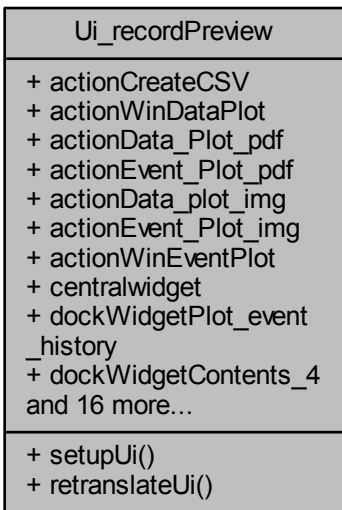 Ui_recordPreview
+ actionCreateCSV
+ actionWinDataPlot
+ actionData_Plot_pdf
+ actionEvent_Plot_pdf
+ actionData_plot_img
+ actionEvent_Plot_img
+ actionWinEventPlot
+ centralwidget
+ dockWidgetPlot_event
_history
+ dockWidgetContents_4
and 16 more...
+ setupUi()
+ retranslateUi()